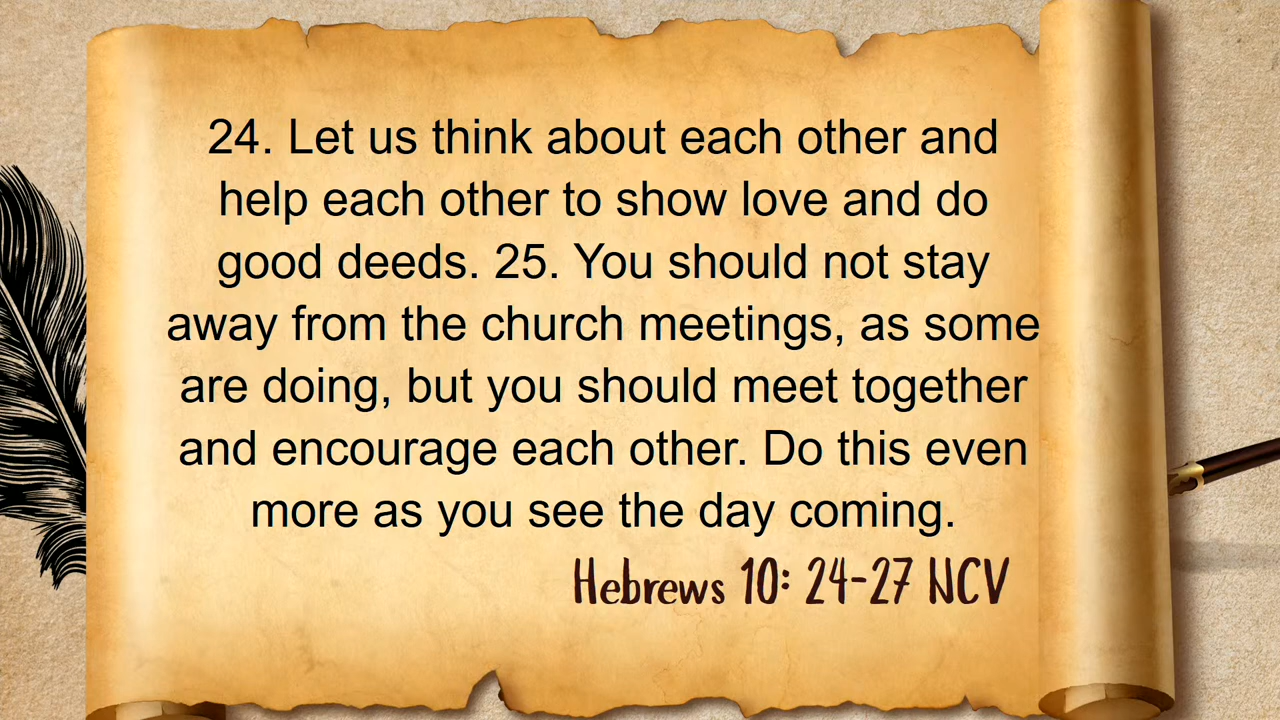 24. Let us think about each other and
help each other to show love and do
good deeds. 25. You should not stay
away from the church meetings, as some
are doing, but you should meet together
and encourage each other. Do this even
more as you see the day coming.
Hebrews 10: 24-27 NCV